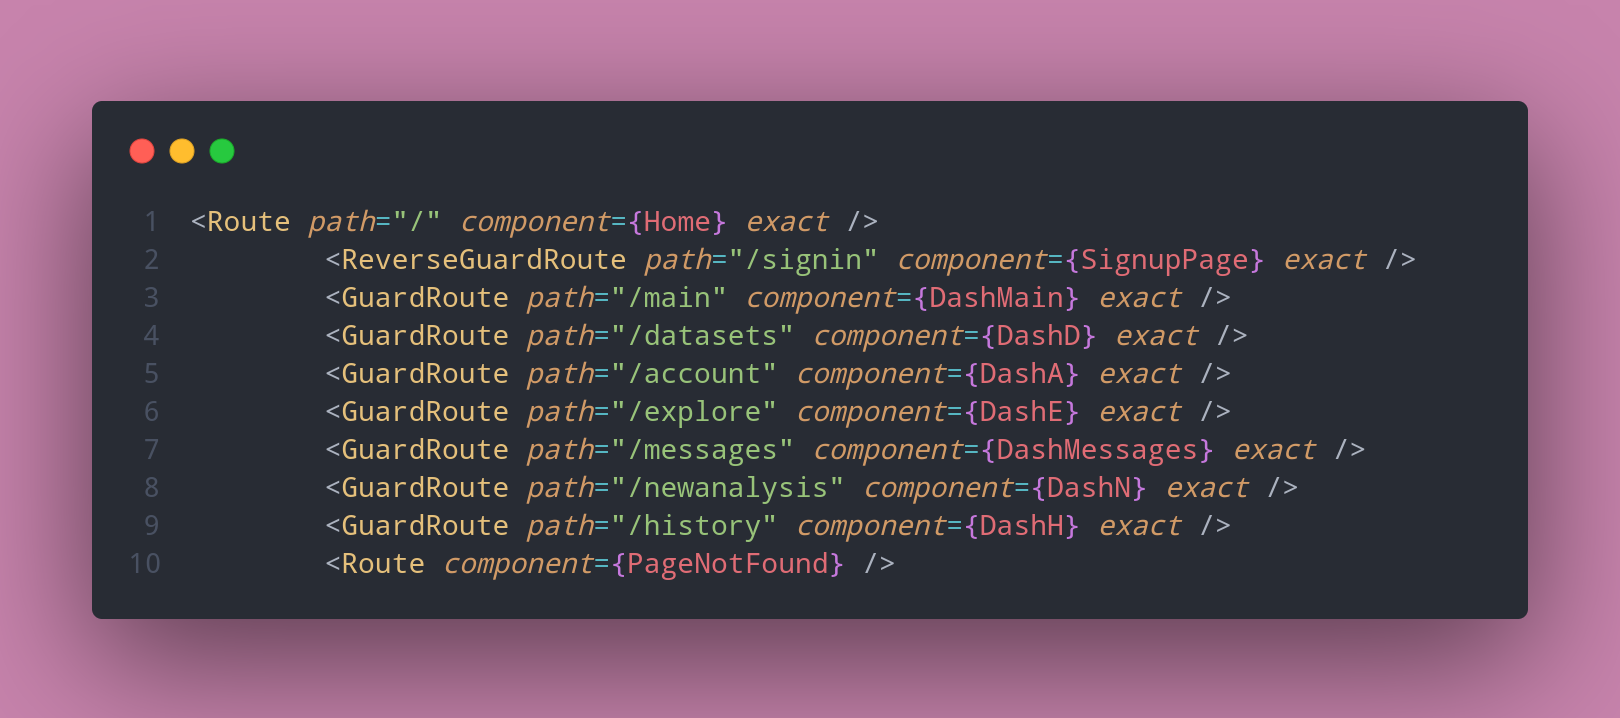 1 <Route path="/" component={Home} exact />
2 <ReverseGuardRoute path="/signin" component={SignupPage} exact />
3 <GuardRoute path="/main" component={DashMain} exact />
4 <GuardRoute path="/datasets" component={DashD} exact />
5 <GuardRoute path="/account" component={DashA} exact />
6 <GuardRoute path="/explore" component={DashE} exact />
7 <GuardRoute path="/messages" component={DashMessages} exact />
8 <GuardRoute path="/newanalysis" component={DashN} exact />
9 <GuardRoute path="/history" component={DashH} exact />
10 <Route component={PageNotFound} />